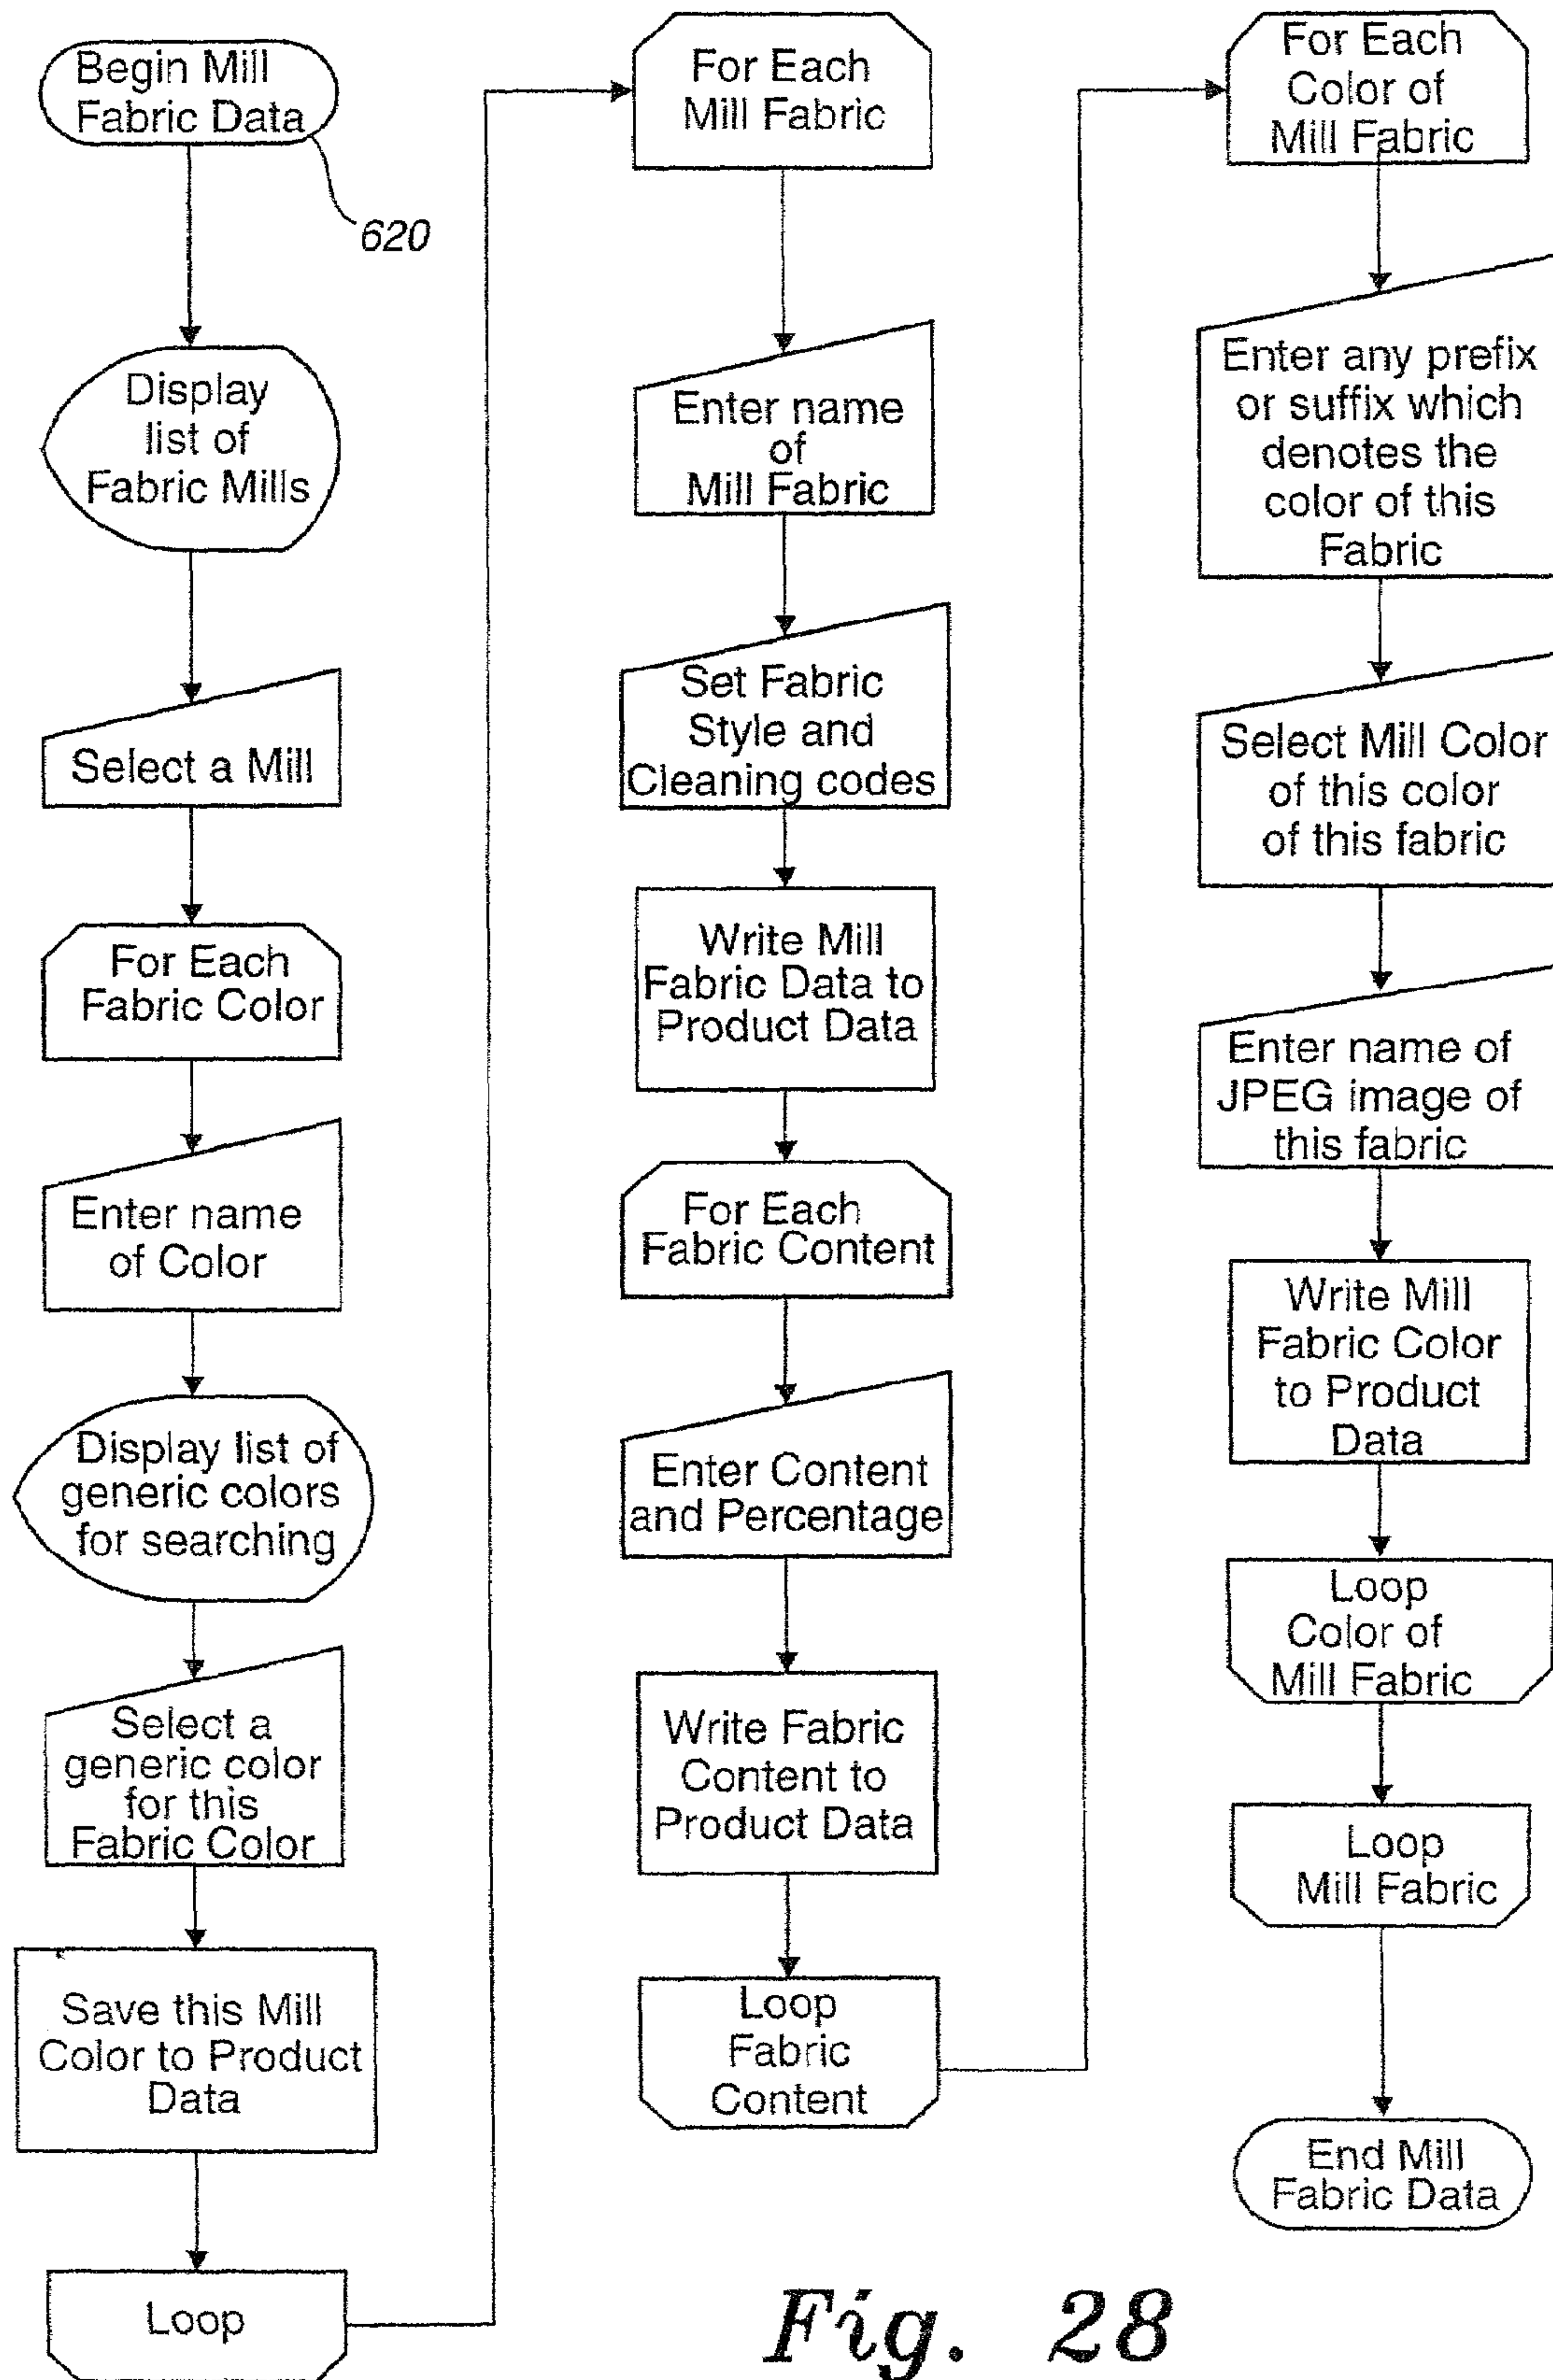 Begin Mill
Fabric Data
620
Display
list of
Fabric Mills
Select a Mill
For Each
Fabric Color
Enter name
of Color
Display list of
generic colors
for searching
Select a
generic color
for this
Fabric Color
Save this Mill
Color to Product
Data
Loop
For Each
Mill Fabric
Enter name
of
Mill Fabric
Set Fabric
Style and
Cleaning codes
Write Mill
Fabric Data to
Product Data
For Each
Fabric Content
Enter Content
and Percentage
Write Fabric
Content to
Product Data
Loop
Fabric
Content
For Each
Color of
Mill Fabric
Enter any prefix
or suffix which
denotes the
color of this
Fabric
Select Mill Color
of this color
of this fabric
Enter name of
JPEG image of
this fabric
Write Mill
Fabric Color
to Product
Data
Loop
Color of
Mill Fabric
Loop
Mill Fabric
End Mill
Fabric Data
Fig. 28